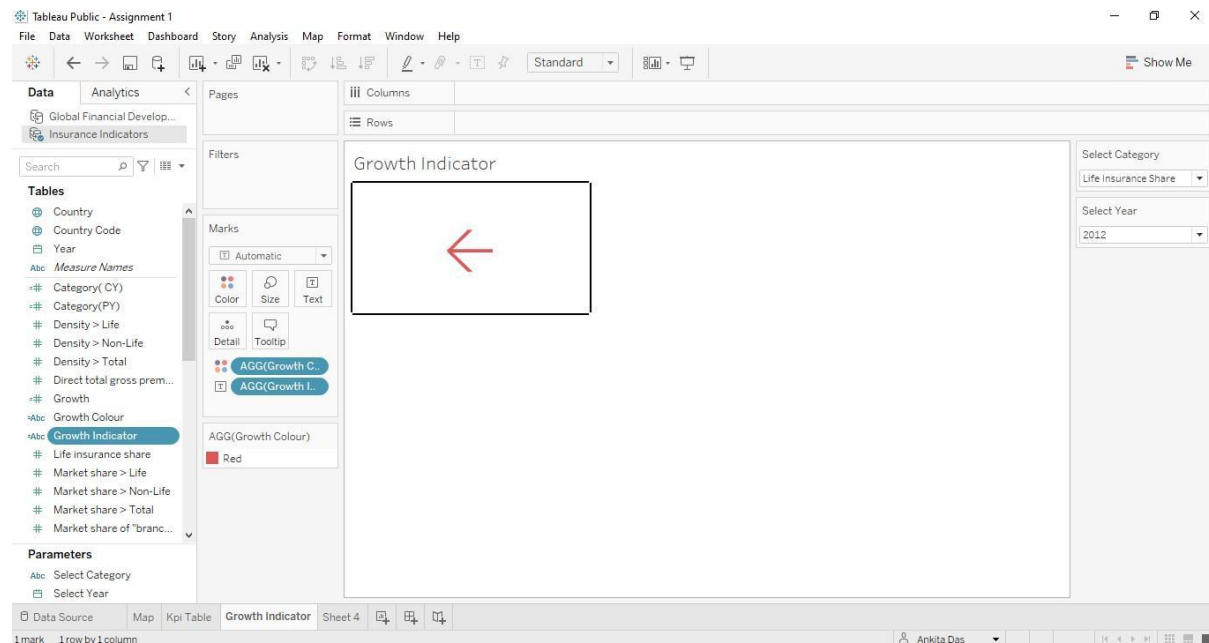 Tableau Public - Assignment 1
File Data Worksheet Dashboard Story Analysis Map Format Window Help
Standard
Show Me
Data Analytics
Global Financial Develop...
Insurance Indicators
Search
Tables
Country
Country Code
Year
Abc Measure Names
=# Category( CY)
=# Category(PY)
# Density > Life
# Density > Non-Life
# Density > Total
# Direct total gross prem...
=# Growth
=Abc Growth Colour
=Abc Growth Indicator
# Life insurance share
# Market share > Life
# Market share > Non-Life
# Market share > Total
# Market share of "branc...
Parameters
Abc Select Category
Select Year
Pages
Filters
Marks
T Automatic
Color Size Text
Detail Tooltip
AGG(Growth C..
T AGG(Growth I..
AGG(Growth Colour)
Red
iii Columns
Rows
Growth Indicator
Select Category
Life Insurance Share
Select Year
2012
Data Source Map Kpi Table Growth Indicator Sheet 4
1 mark 1 row by 1 column
Ankita Das